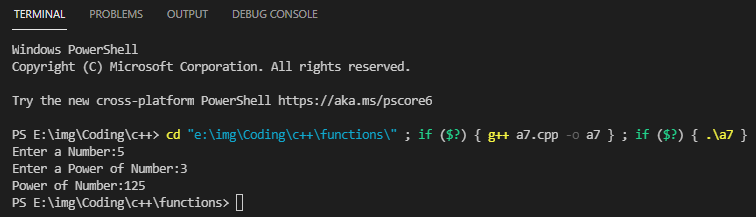 TERMINAL PROBLEMS OUTPUT DEBUG CONSOLE
Windows PowerShell
Copyright (C) Microsoft Corporation. All rights reserved.
Try the new cross-platform PowerShell https://aka.ms/pscore6
PS E:\img\Coding\c++> cd "e:\img\Coding\c++\functions\" ; if ($?) { g++ a7.cpp -o a7 } ; if ($?) { .\a7 }
Enter a Number:5
Enter a Power of Number:3
Power of Number:125
PS E:\img\Coding\c++\functions>